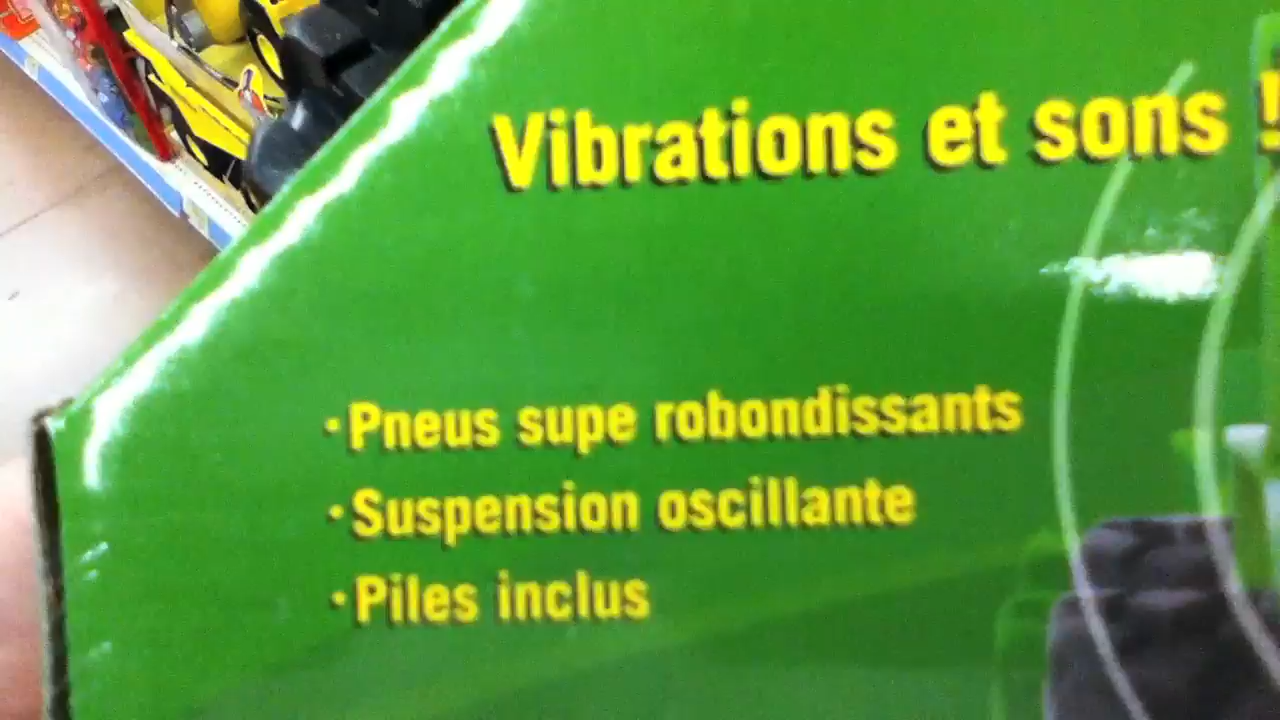 Vibrations et sons !
·Pneus supe robondissants
·Suspension oscillante
·Piles inclus